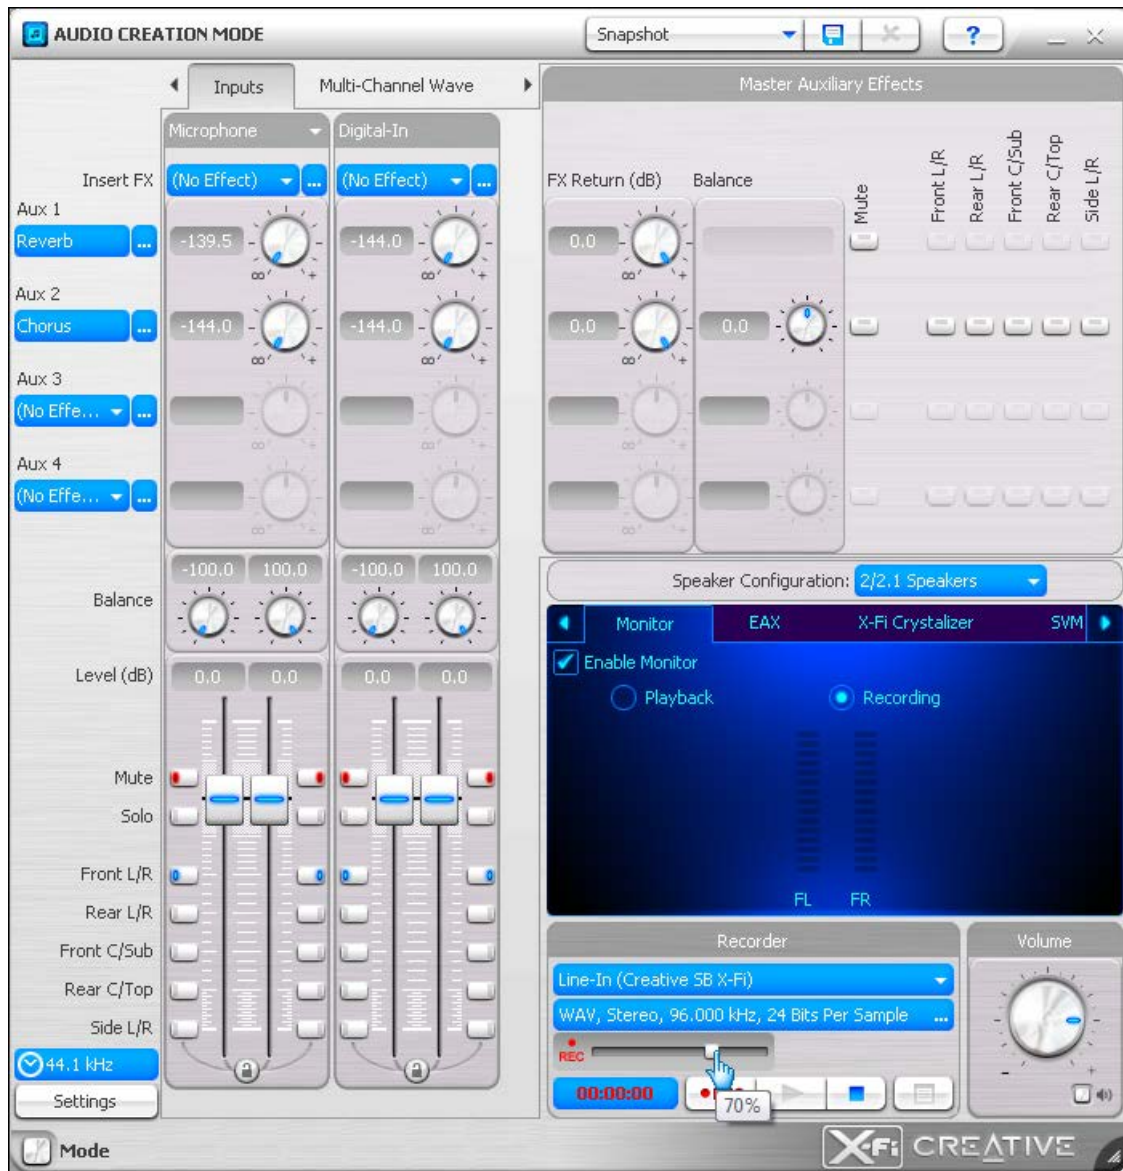 AUDIO CREATION MODE
Snapshot
?
Inputs
Multi-Channel Wave
Master Auxiliary Effects
Microphone
Digital-In
Insert FX
(No Effect) ...
(No Effect) ...
FX Return (dB)
Balance
Mute
Front L/R
Rear L/R
Front C/Sub
Rear C/Top
Side L/R
Aux 1
Reverb ...
-139.5
∞ +
-144.0
∞ +
0.0
∞ +
Aux 2
Chorus ...
-144.0
∞ +
-144.0
∞ +
0.0
∞ +
0.0
Aux 3
(No Effe... ...
∞ +
∞ +
∞ +
Aux 4
(No Effe... ...
∞ +
∞ +
∞ +
Balance
-100.0 100.0
-100.0 100.0
Speaker Configuration: 2/2.1 Speakers
Monitor
EAX
X-Fi Crystalizer
SVM
Enable Monitor
Playback
Recording
FL FR
Level (dB)
0.0 0.0
0.0 0.0
Mute
Solo
Front L/R
Rear L/R
Front C/Sub
Rear C/Top
Side L/R
44.1 kHz
Settings
Recorder
Line-In (Creative SB X-Fi)
WAV, Stereo, 96.000 kHz, 24 Bits Per Sample ...
REC
00:00:00
70%
Volume
- +
Mode
X-Fi CREATIVE